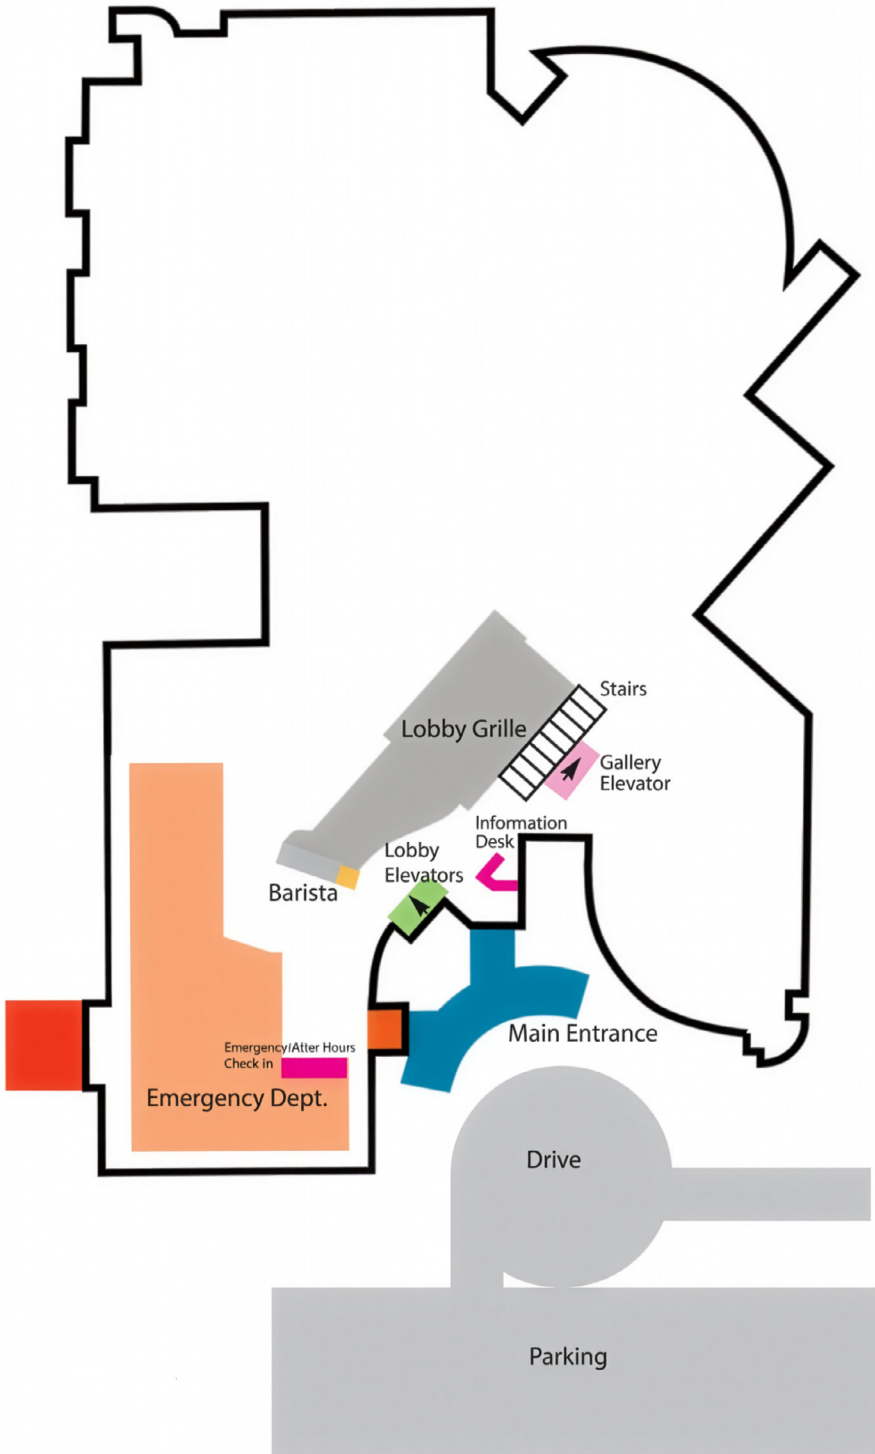 Stairs
Lobby Grille
Gallery
Elevator
Information
Desk
Lobby
Elevators
Barista
Main Entrance
Emergency/Atter Hours
Check in
Emergency Dept.
Drive
Parking